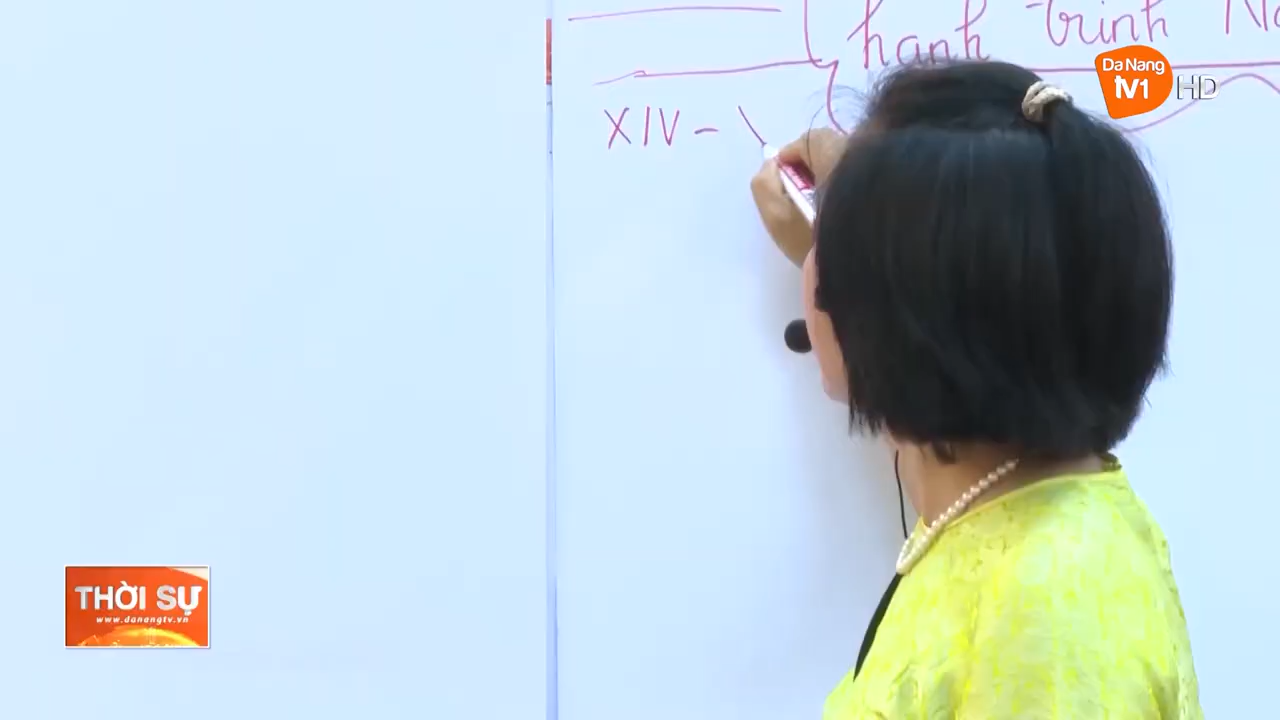 hanh trinh
XIV -
Da Nang
TV1 HD
THỜI SỰ
www.danangtv.vn